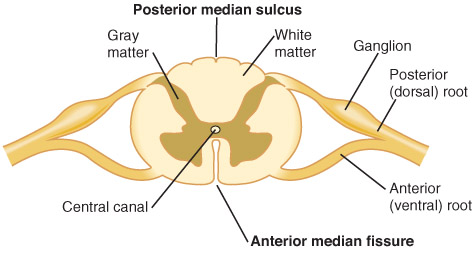 Posterior median sulcus
Gray
matter
White
matter
Ganglion
Posterior
(dorsal) root
Central canal
Anterior
(ventral) root
Anterior median fissure